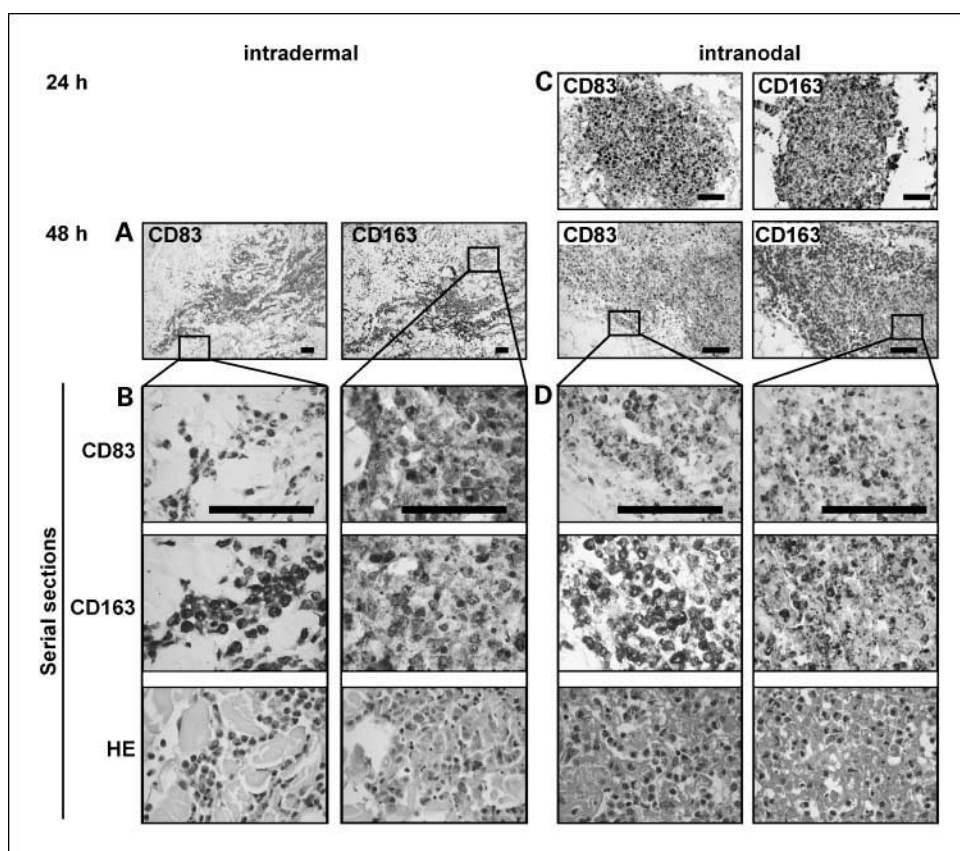 intradermal
intranodal
24 h
C
CD83
CD163
48 h
A
CD83
CD163
CD83
CD163
B
D
CD83
CD163
HE
Serial sections